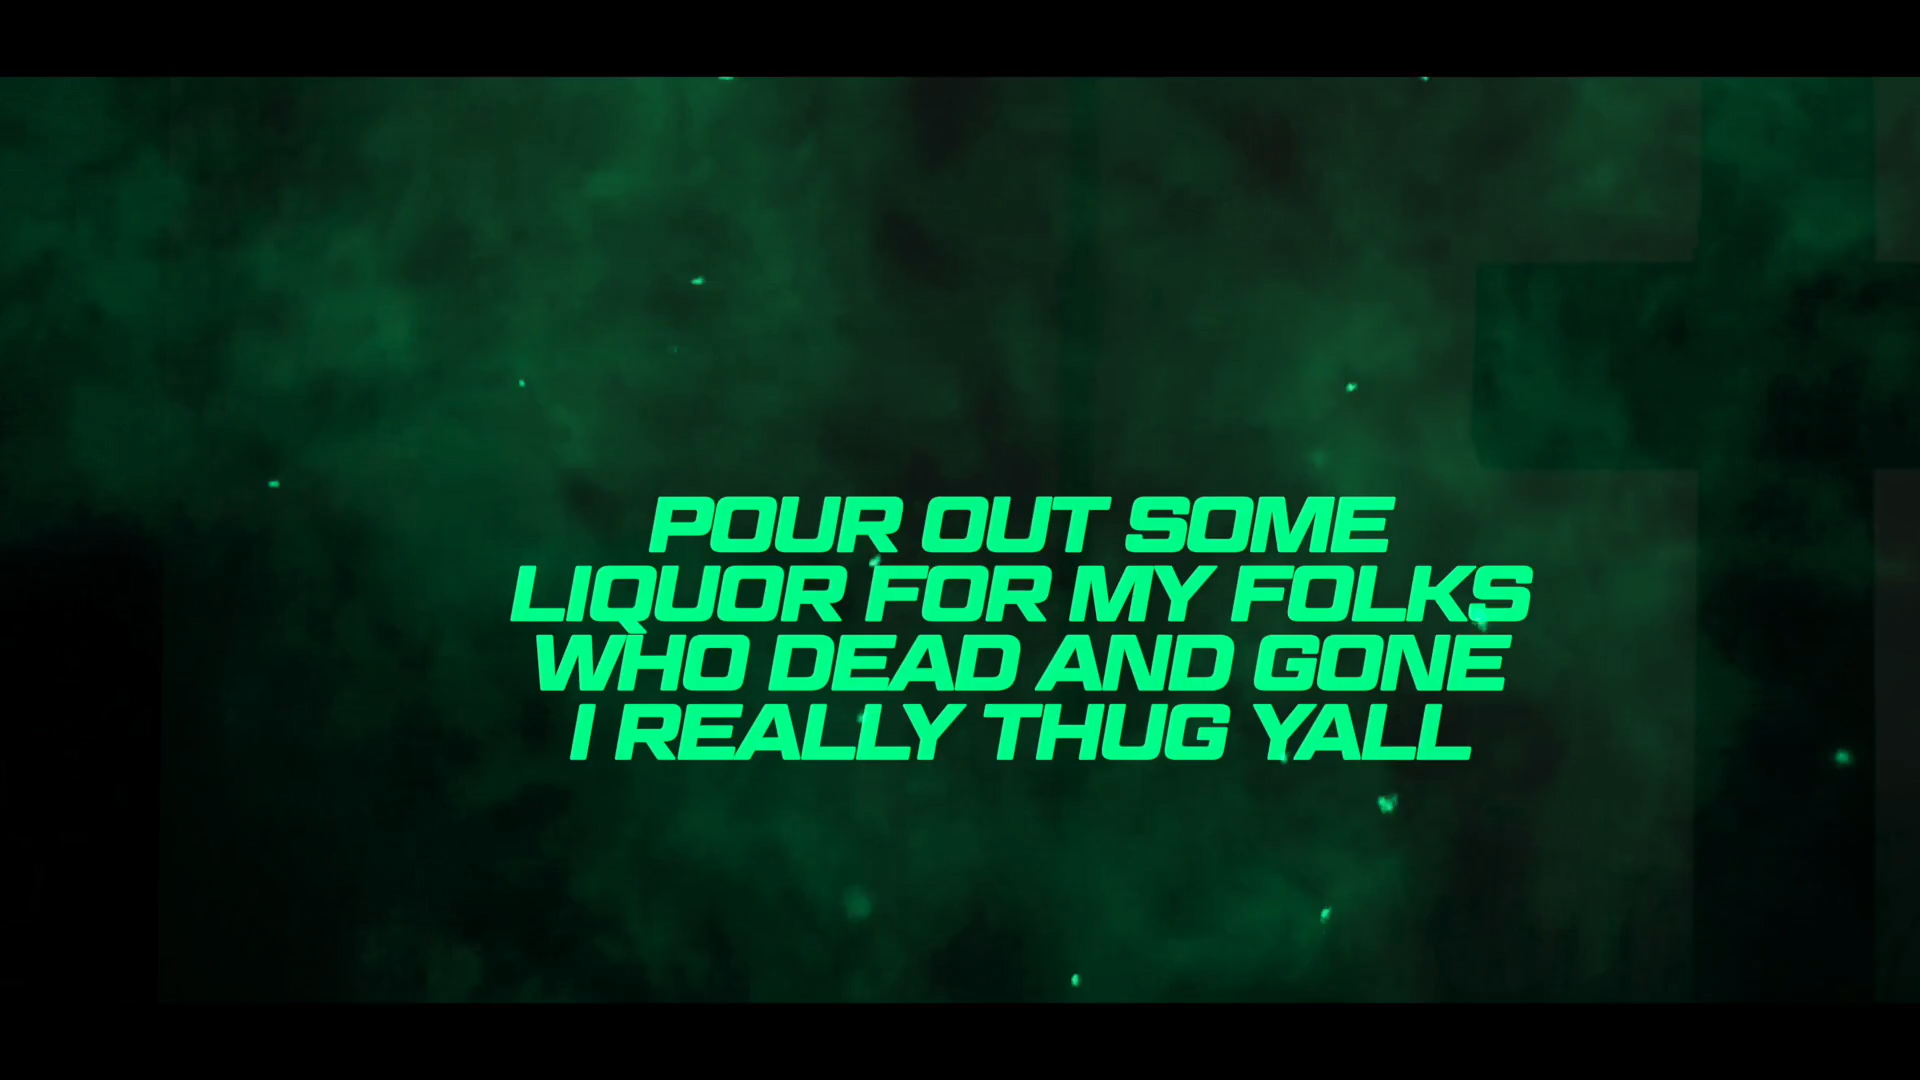 POUR OUT SOME
LIQUOR FOR MY FOLKS
WHO DEAD AND GONE
I REALLY THUG YALL